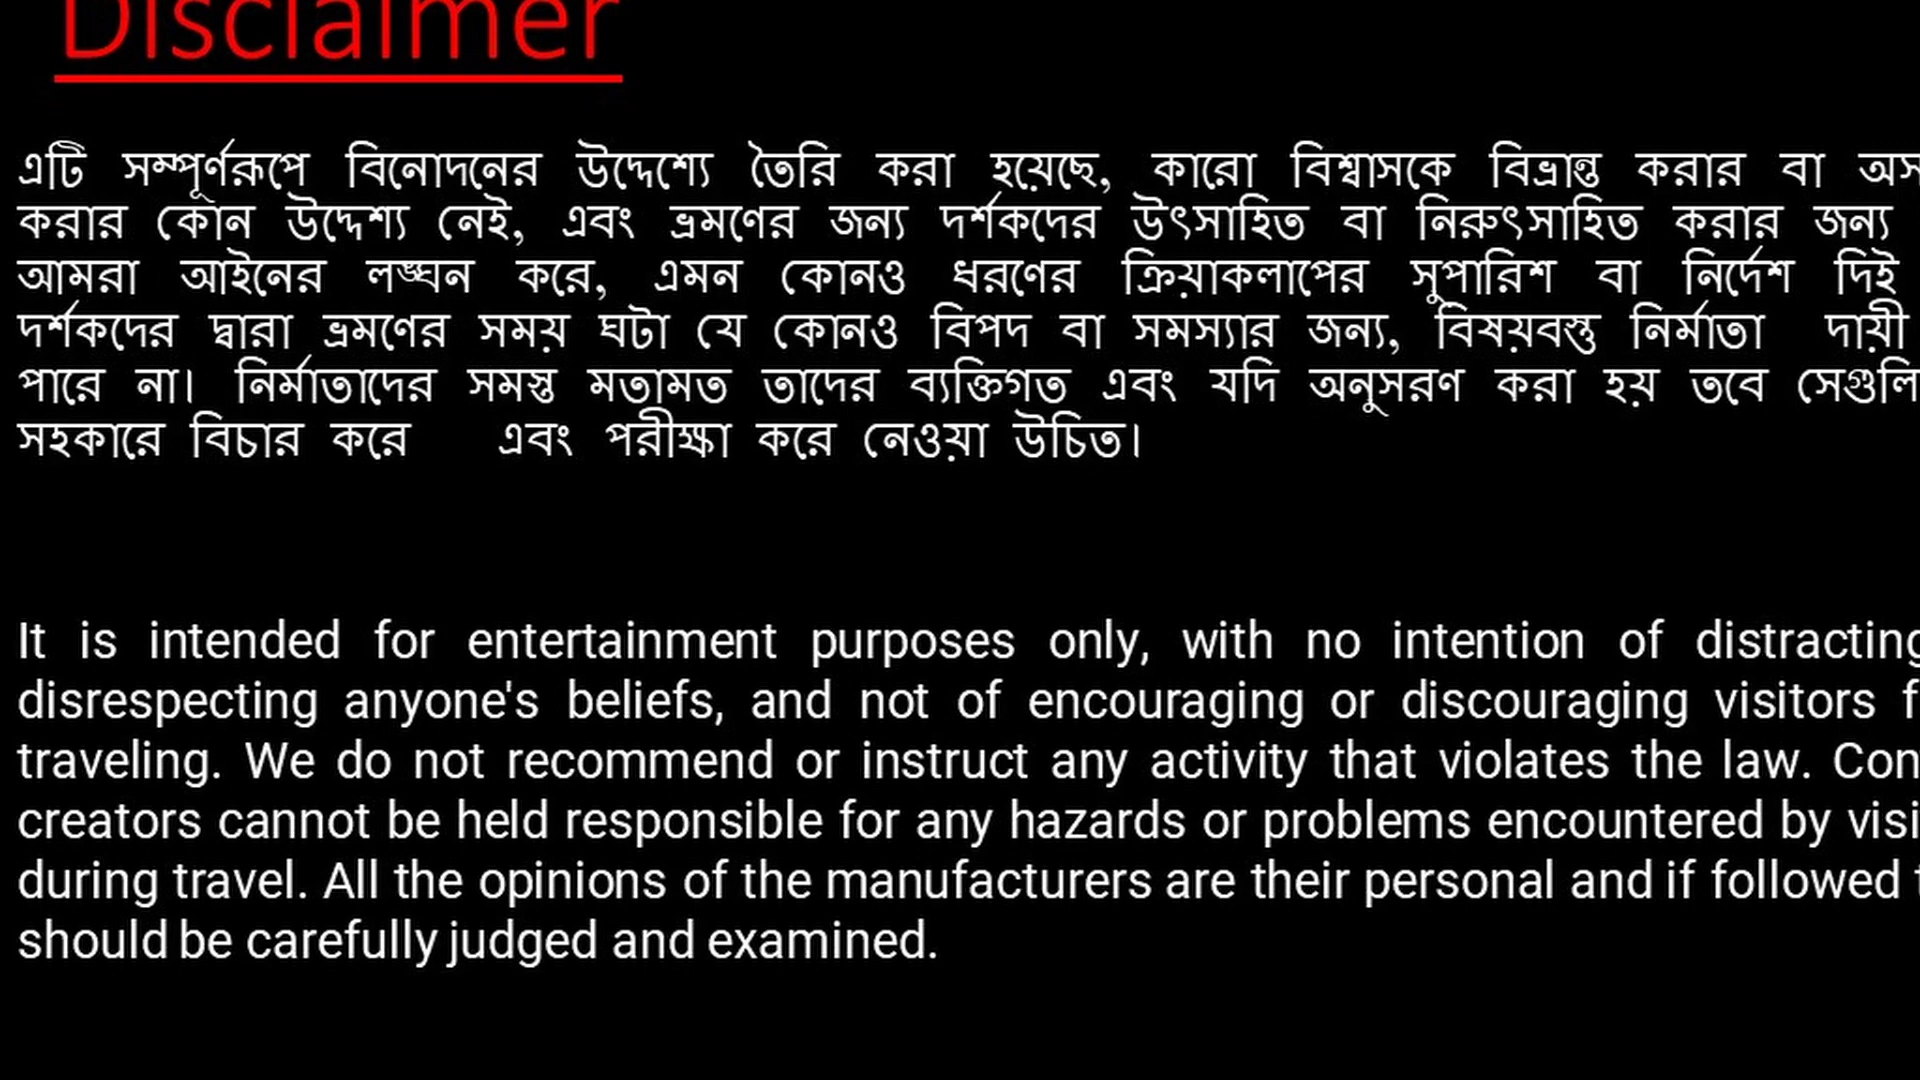 Disclaimer
এটি সম্পূর্ণরূপে বিনোদনের উদ্দেশ্যে তৈরি করা হয়েছে, কারো বিশ্বাসকে বিভ্রান্ত করার বা
করার কোন উদ্দেশ্য নেই, এবং ভ্রমণের জন্য দর্শকদের উৎসাহিত বা নিরুৎসাহিত করার জন্য
আমরা আইনের লঙ্ঘন করে, এমন কোনও ধরণের ক্রিয়াকলাপের সুপারিশ বা নির্দেশ দিই
দর্শকদের দ্বারা ভ্রমণের সময় ঘটা যে কোনও বিপদ বা সমস্যার জন্য, বিষয়বস্তু নির্মাতা দায়ী
পারে না। নির্মাতাদের সমস্ত মতামত তাদের ব্যক্তিগত এবং যদি অনুসরণ করা হয় তবে সেগুলি
সহকারে বিচার করে এবং পরীক্ষা করে নেওয়া উচিত।
It is intended for entertainment purposes only, with no intention of distracting
disrespecting anyone's beliefs, and not of encouraging or discouraging visitors
traveling. We do not recommend or instruct any activity that violates the law.
creators cannot be held responsible for any hazards or problems encountered by
during travel. All the opinions of the manufacturers are their personal and if followed
should be carefully judged and examined.